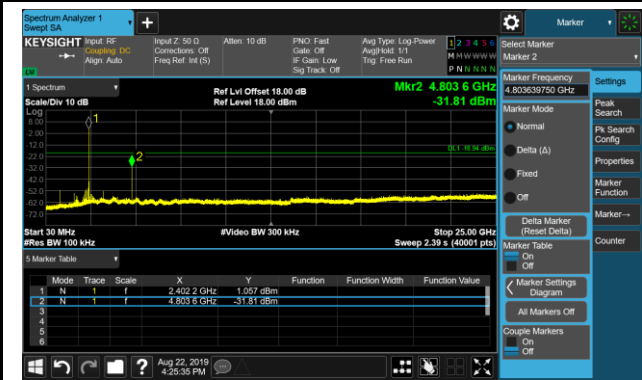 Spectrum Analyzer 1
Swept SA
+
Marker
KEYSIGHT
Input: RF
Coupling: DC
Align: Auto
Input Z: 50 Ω
Corrections: Off
Freq Ref: Int (S)
Atten: 10 dB
PNO: Fast
Gate: Off
IF Gain: Low
Sig Track: Off
Avg Type: Log-Power
Avg|Hold: 1/1
Trig: Free Run
1 2 3 4 5 6
M W W W W W
P N N N N N
LW
Select Marker
Marker 2
1 Spectrum
Scale/Div 10 dB
Log
Ref Lvl Offset 18.00 dB
Ref Level 18.00 dBm
Mkr2 4.803 6 GHz
-31.81 dBm
8.00
-2.00
-12.0
-22.0
-32.0
-42.0
-52.0
-62.0
-72.0
1
2
DL1 -18.94 dBm
Start 30 MHz
#Res BW 100 kHz
#Video BW 300 kHz
Stop 25.00 GHz
Sweep 2.39 s (40001 pts)
Marker Frequency
4.803639750 GHz
Marker Mode
Normal
Delta (Δ)
Fixed
Off
Delta Marker
(Reset Delta)
Marker Table
On
Off
Marker Settings
Diagram
All Markers Off
Couple Markers
On
Off
Settings
Peak
Search
Pk Search
Config
Properties
Marker
Function
Marker→
Counter
5 Marker Table
Mode Trace Scale X Y Function Function Width Function Value
1 N 1 f 2.402 2 GHz 1.057 dBm
2 N 1 f 4.803 6 GHz -31.81 dBm
3
4
5
6
?
Aug 22, 2019
4:25:35 PM